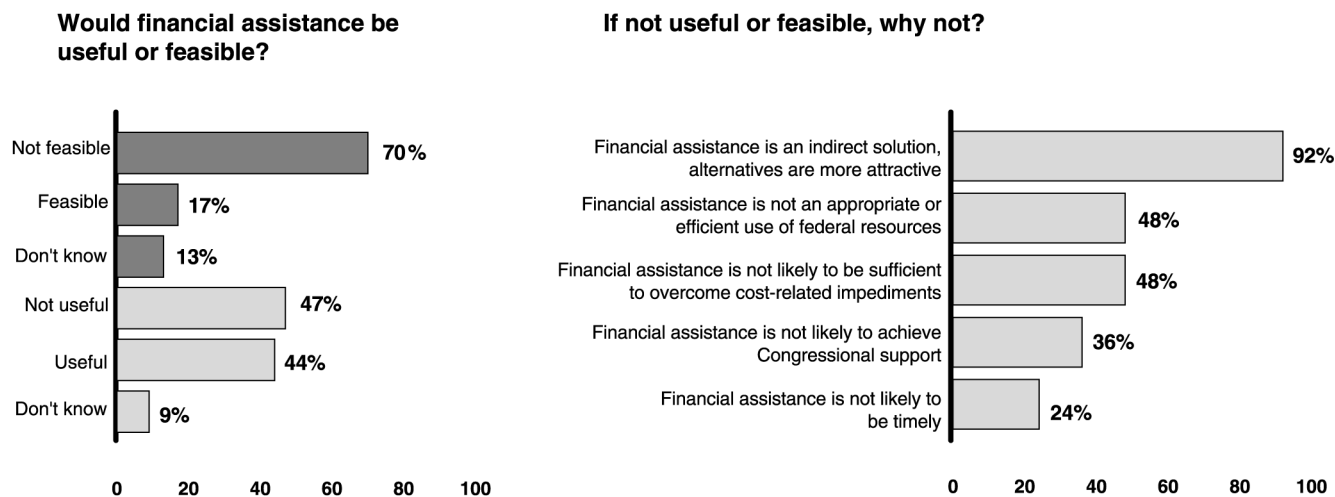 Would financial assistance be
useful or feasible?
Not feasible
70%
Feasible
17%
Don't know
13%
Not useful
47%
Useful
44%
Don't know
9%
0 20 40 60 80 100
If not useful or feasible, why not?
Financial assistance is an indirect solution,
alternatives are more attractive
92%
Financial assistance is not an appropriate or
efficient use of federal resources
48%
Financial assistance is not likely to be sufficient
to overcome cost-related impediments
48%
Financial assistance is not likely to achieve
Congressional support
36%
Financial assistance is not likely to
be timely
24%
0 20 40 60 80 100